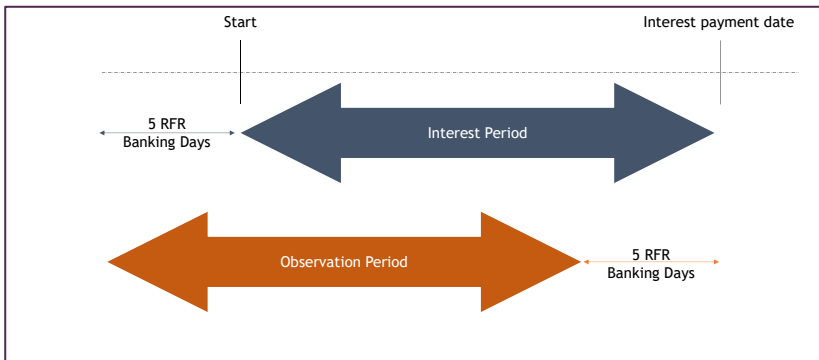 Start
Interest payment date
5 RFR
Banking Days
Interest Period
Observation Period
5 RFR
Banking Days